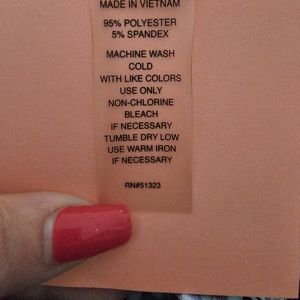 MADE IN VIETNAM
95% POLYESTER
5% SPANDEX
MACHINE WASH
COLD
WITH LIKE COLORS
USE ONLY
NON-CHLORINE
BLEACH
IF NECESSARY
TUMBLE DRY LOW
USE WARM IRON
IF NECESSARY
RN#51323